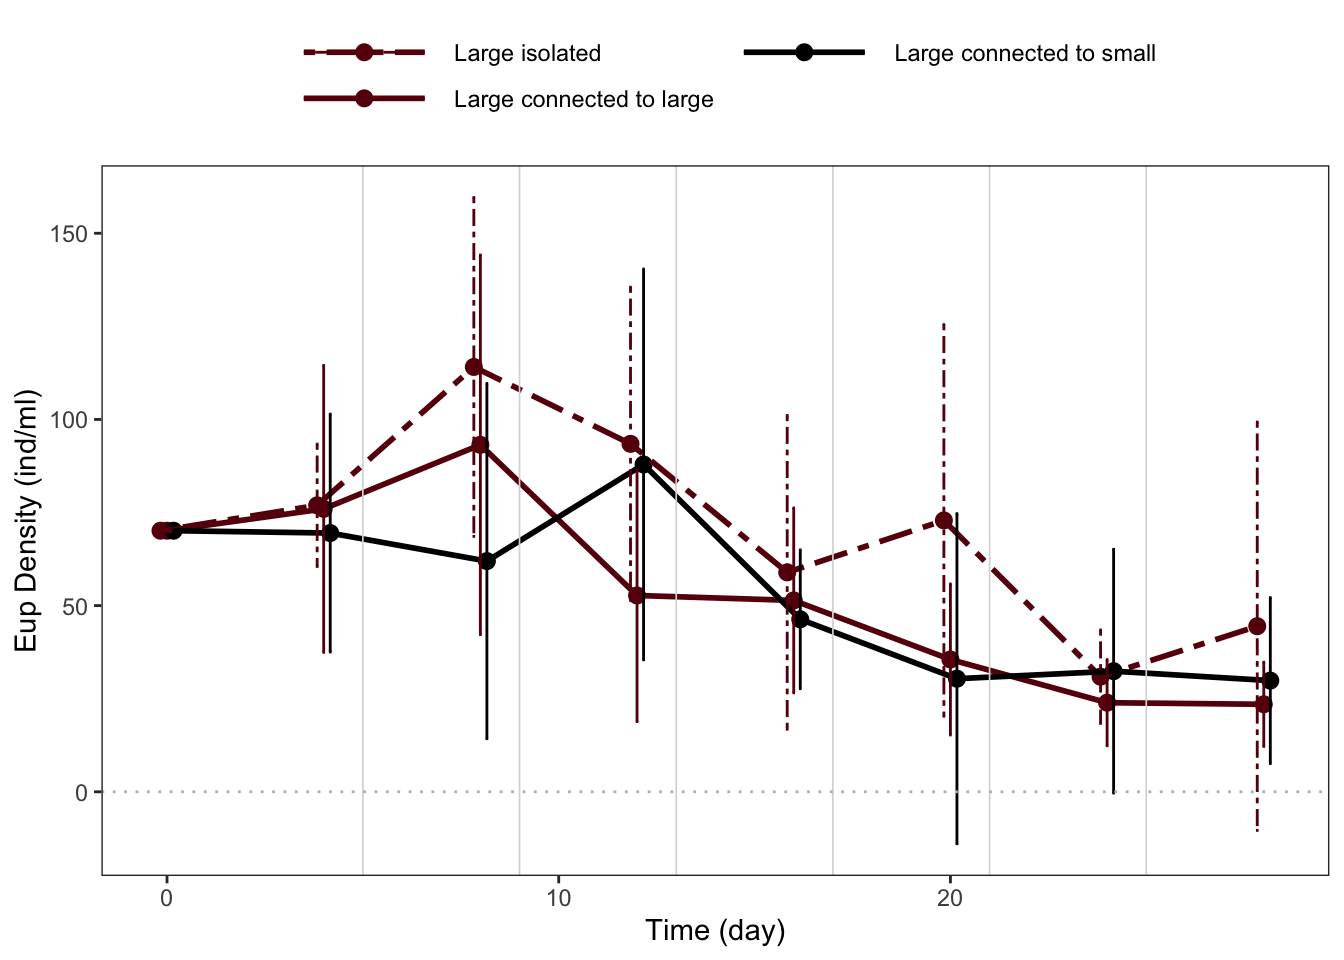 Large isolated
Large connected to small
Large connected to large
150
100
50
0
Eup Density (ind/ml)
0
10
20
Time (day)